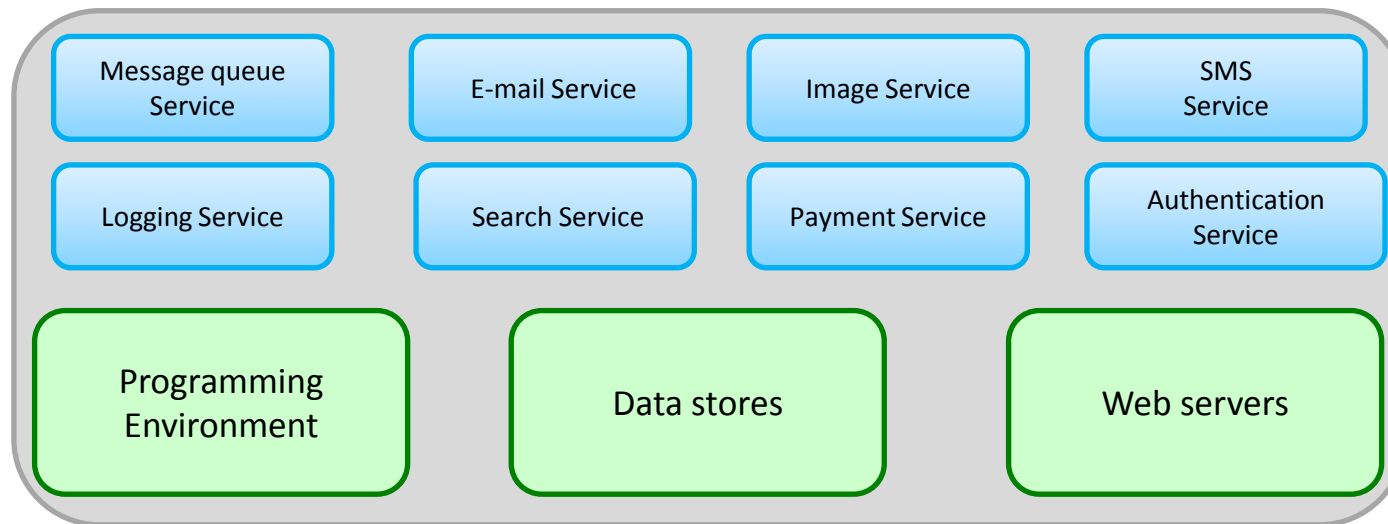 Message queue
Service
E-mail Service
Image Service
SMS
Service
Logging Service
Search Service
Payment Service
Authentication
Service
Programming
Environment
Data stores
Web servers